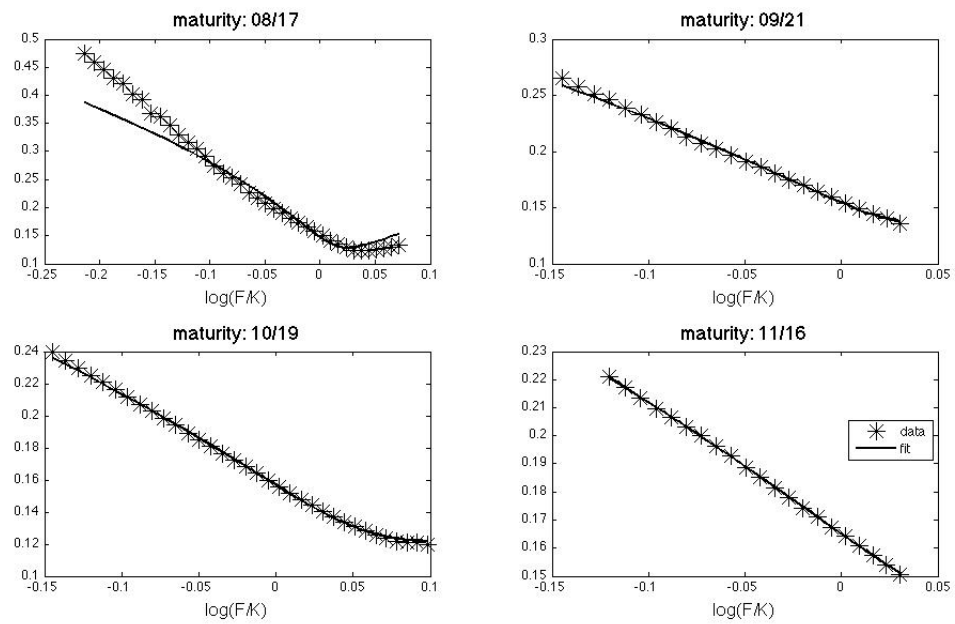 maturity: 08/17
0.5
0.45
0.4
0.35
0.3
0.25
0.2
0.15
0.1
-0.25 -0.2 -0.15 -0.1 -0.05 0 0.05 0.1
log(F/K)
maturity: 09/21
0.3
0.25
0.2
0.15
0.1
-0.15 -0.1 -0.05 0 0.05
log(F/K)
maturity: 10/19
0.24
0.22
0.2
0.18
0.16
0.14
0.12
0.1
-0.15 -0.1 -0.05 0 0.05 0.1
log(F/K)
maturity: 11/16
0.23
0.22
0.21
0.2
0.19
0.18
0.17
0.16
0.15
-0.15 -0.1 -0.05 0 0.05
log(F/K)
data
fit